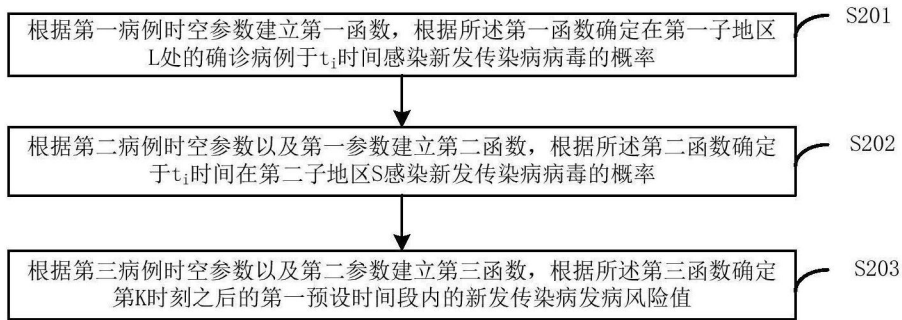 根据第一病例时空参数建立第一函数，根据所述第一函数确定在第一子地区
L处的确诊病例于tᵢ时间感染新发传染病病毒的概率
S201
根据第二病例时空参数以及第一参数建立第二函数，根据所述第二函数确定
于tᵢ时间在第二子地区S感染新发传染病病毒的概率
S202
根据第三病例时空参数以及第二参数建立第三函数，根据所述第三函数确定
第K时刻之后的第一预设时间段内的新发传染病发病风险值
S203